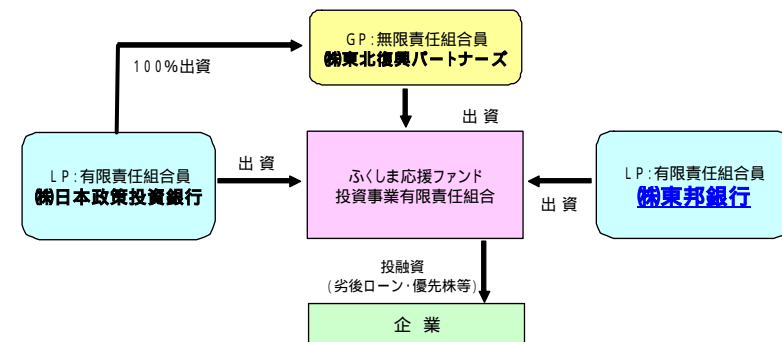 GP:無限責任組合員
㈱東北復興パートナーズ
100%出資
出資
LP:有限責任組合員
㈱日本政策投資銀行
出資
ふくしま応援ファンド
投資事業有限責任組合
出資
LP:有限責任組合員
㈱東邦銀行
投融資
(劣後ローン・優先株等)
企業